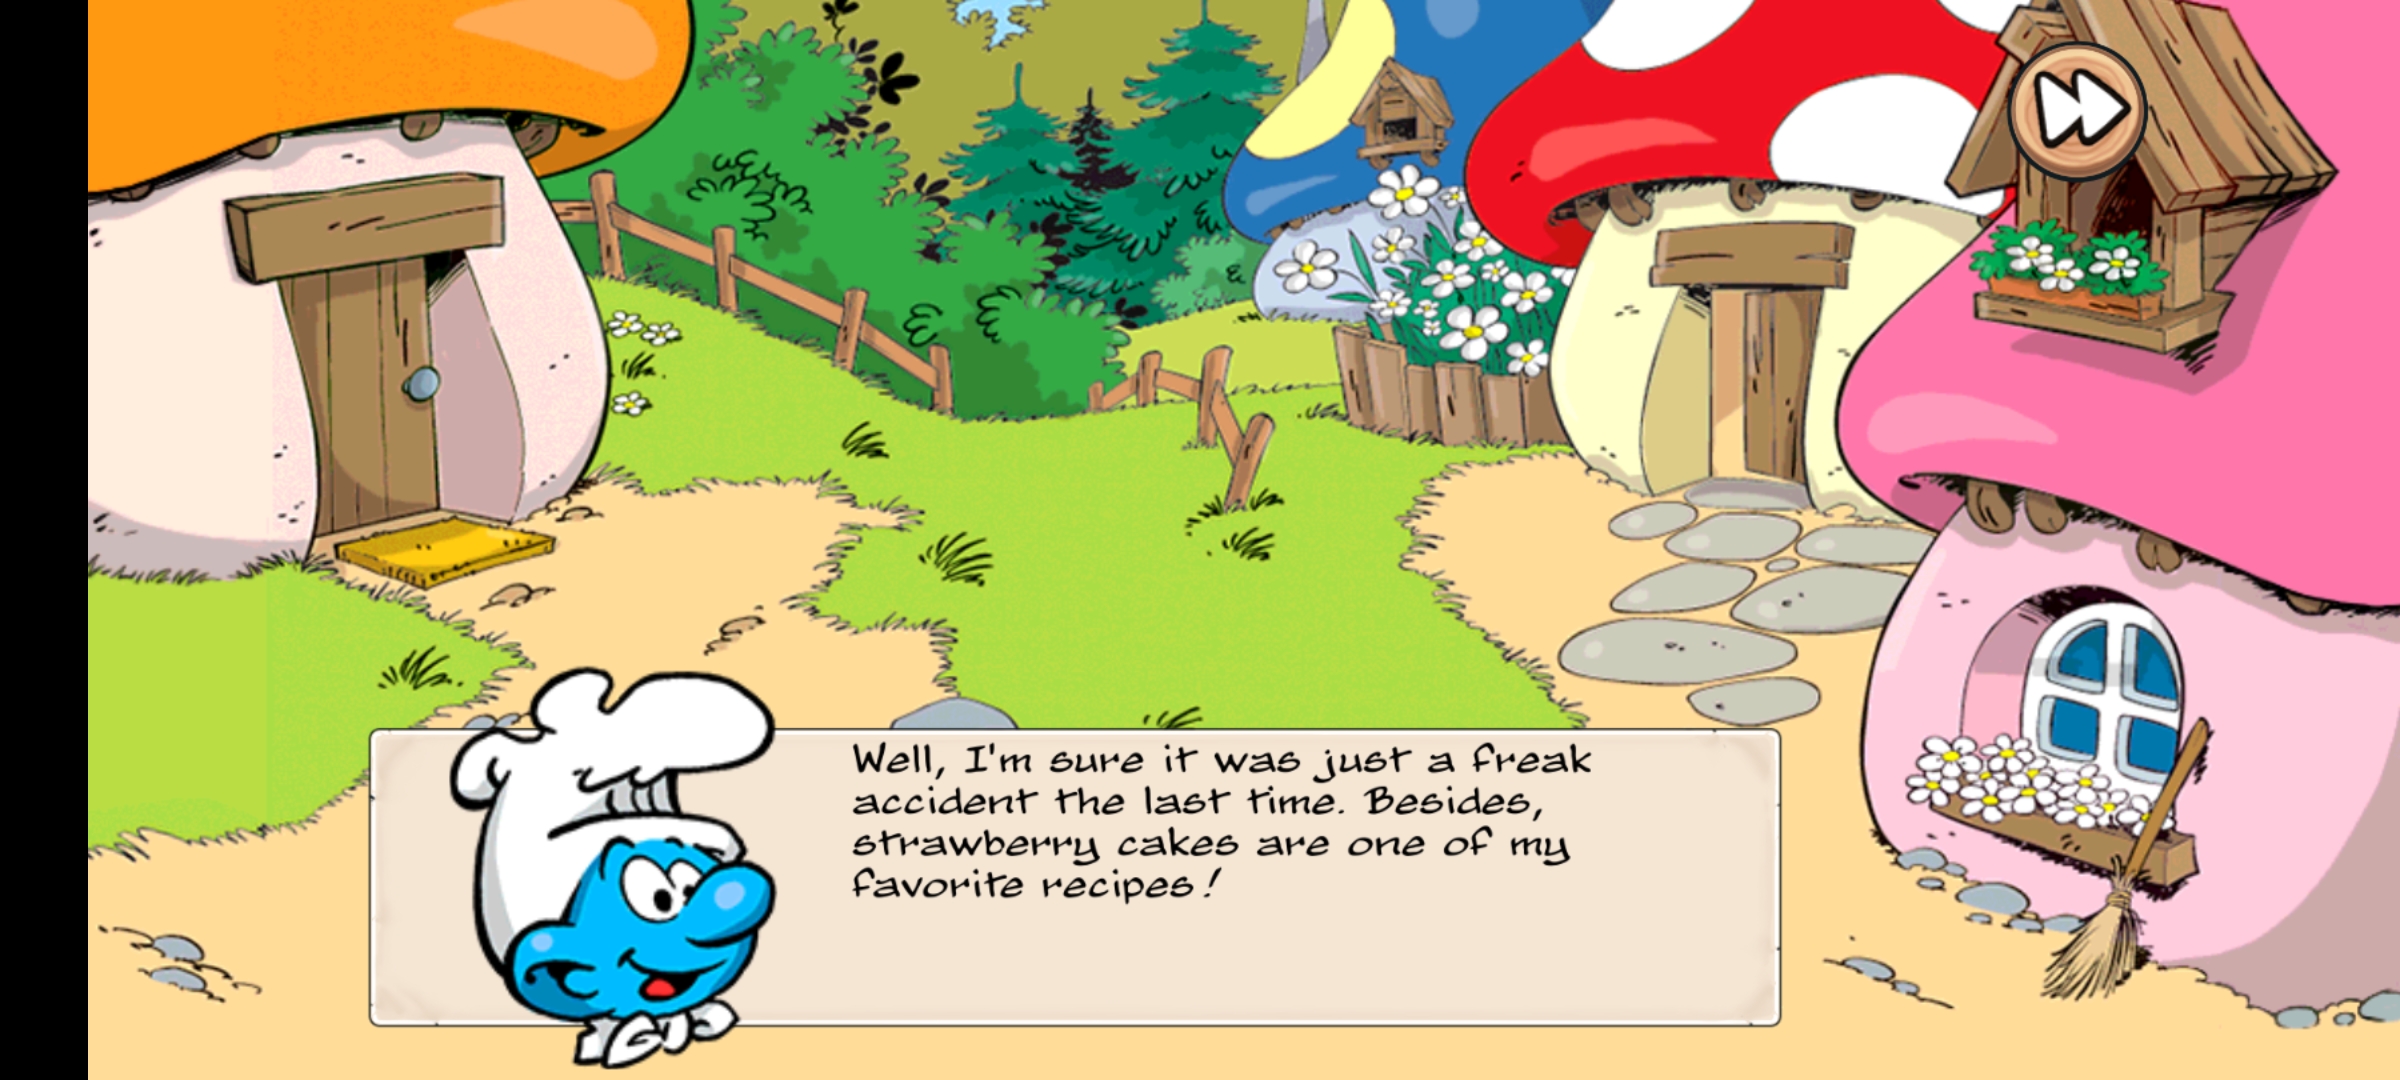 Well, I'm sure it was just a freak
accident the last time. Besides,
strawberry cakes are one of my
favorite recipes!